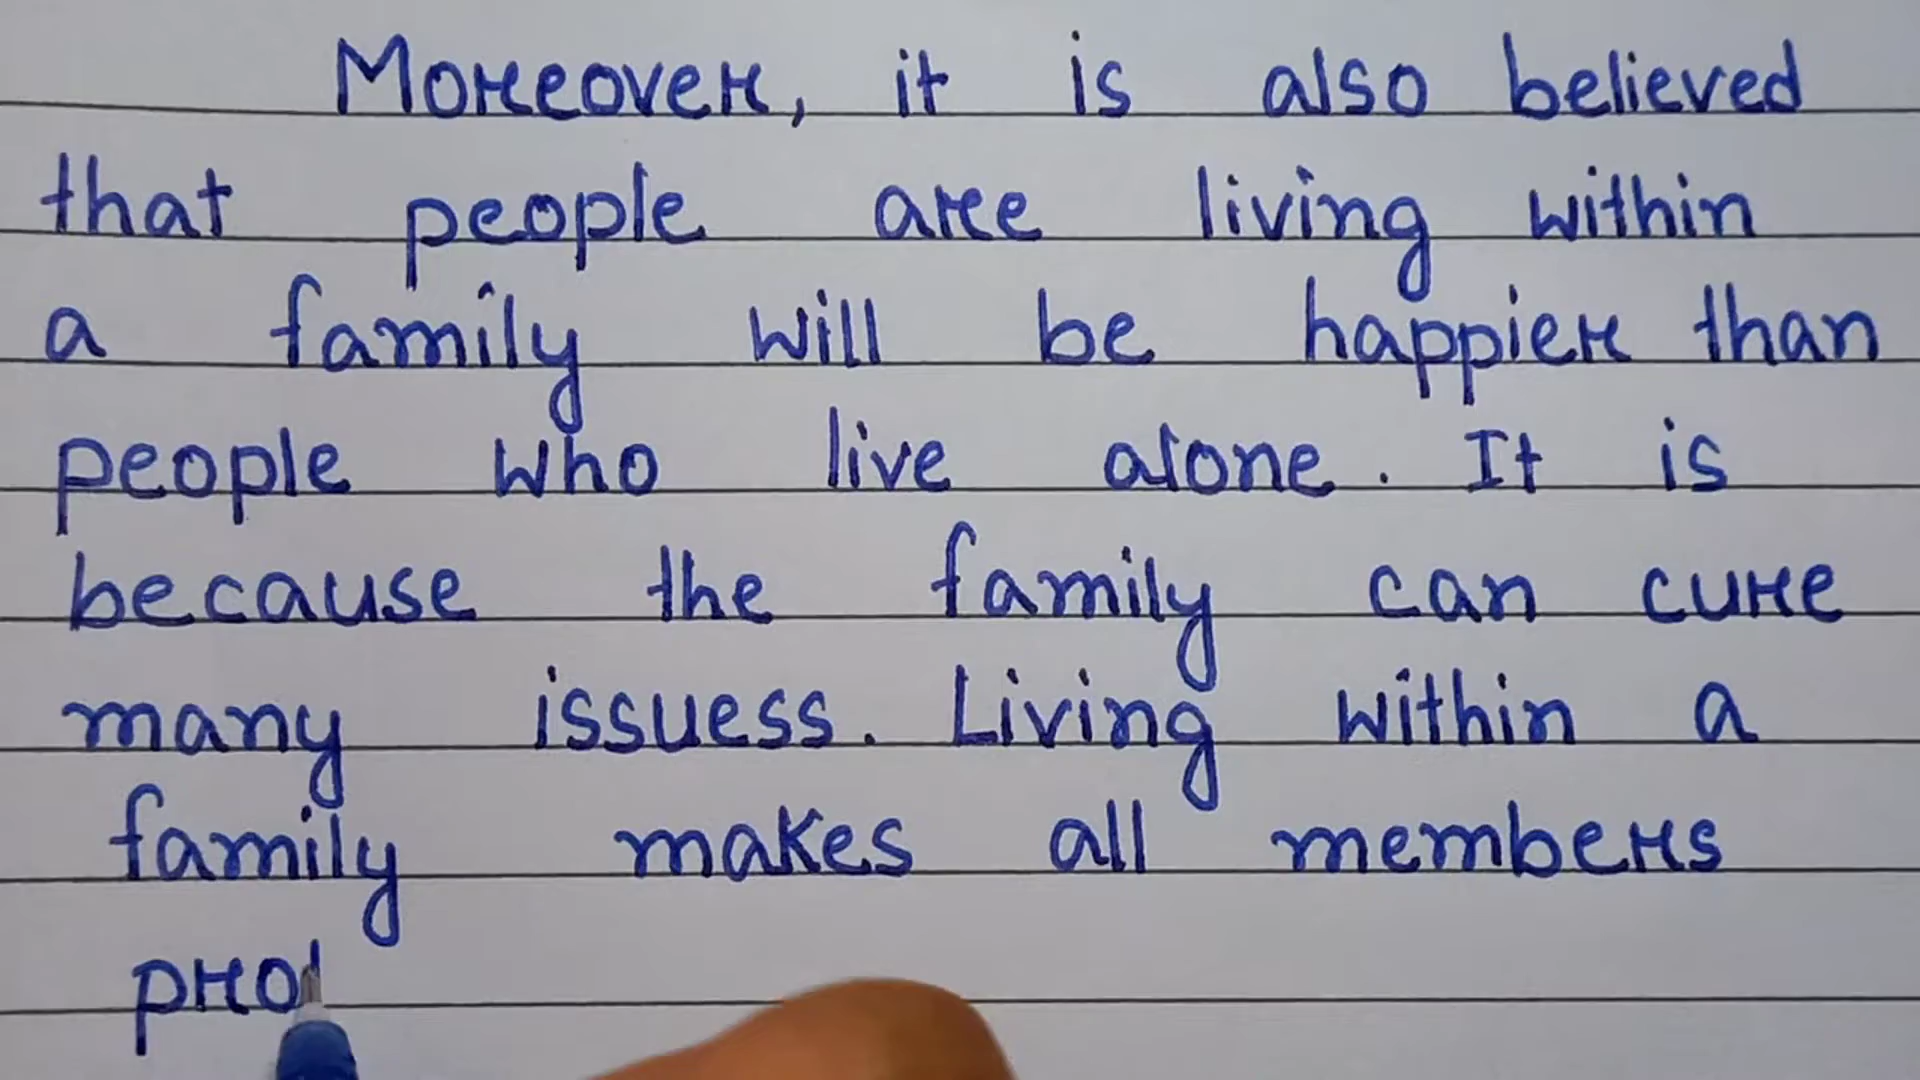 Moreover, it is also believed
that people are living within
a family will be happier than
people who live alone. It is
because the family can cure
many issuess. Living within a
family makes all members